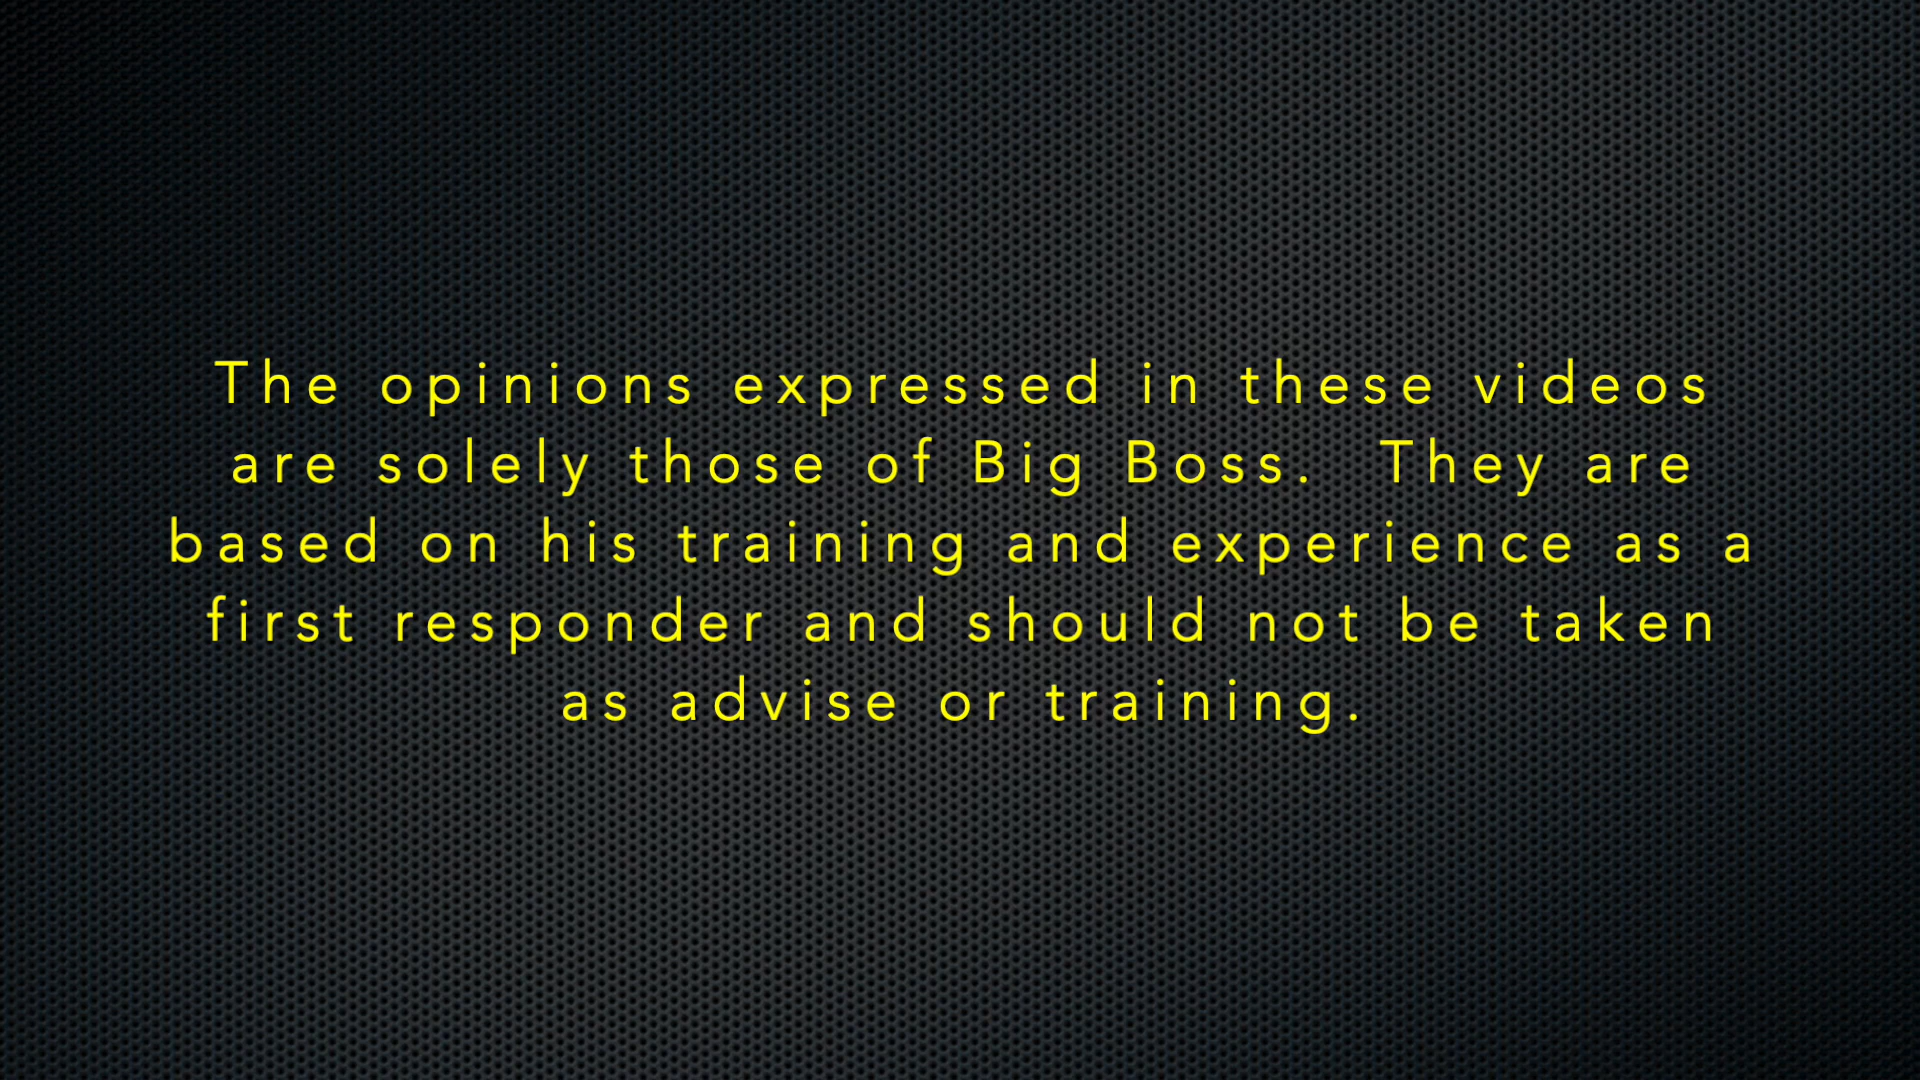 The opinions expressed in these videos
are solely those of Big Boss.  They are
based on his training and experience as a
first responder and should not be taken
as advise or training.